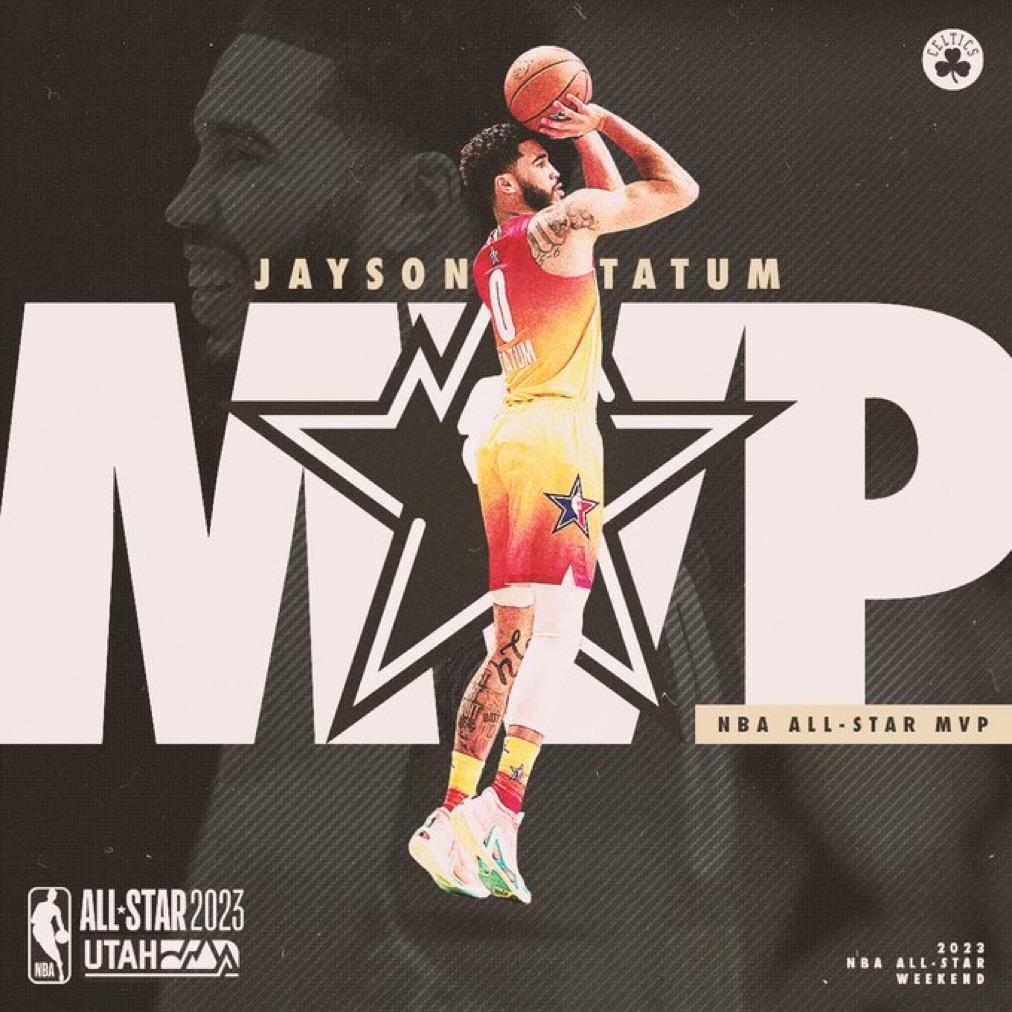 CELTICS
JAYSON TATUM
MVP
0
TATUM
NBA ALL-STAR MVP
NBA
ALL★STAR 2023
UTAH
2023
NBA ALL-STAR
WEEKEND